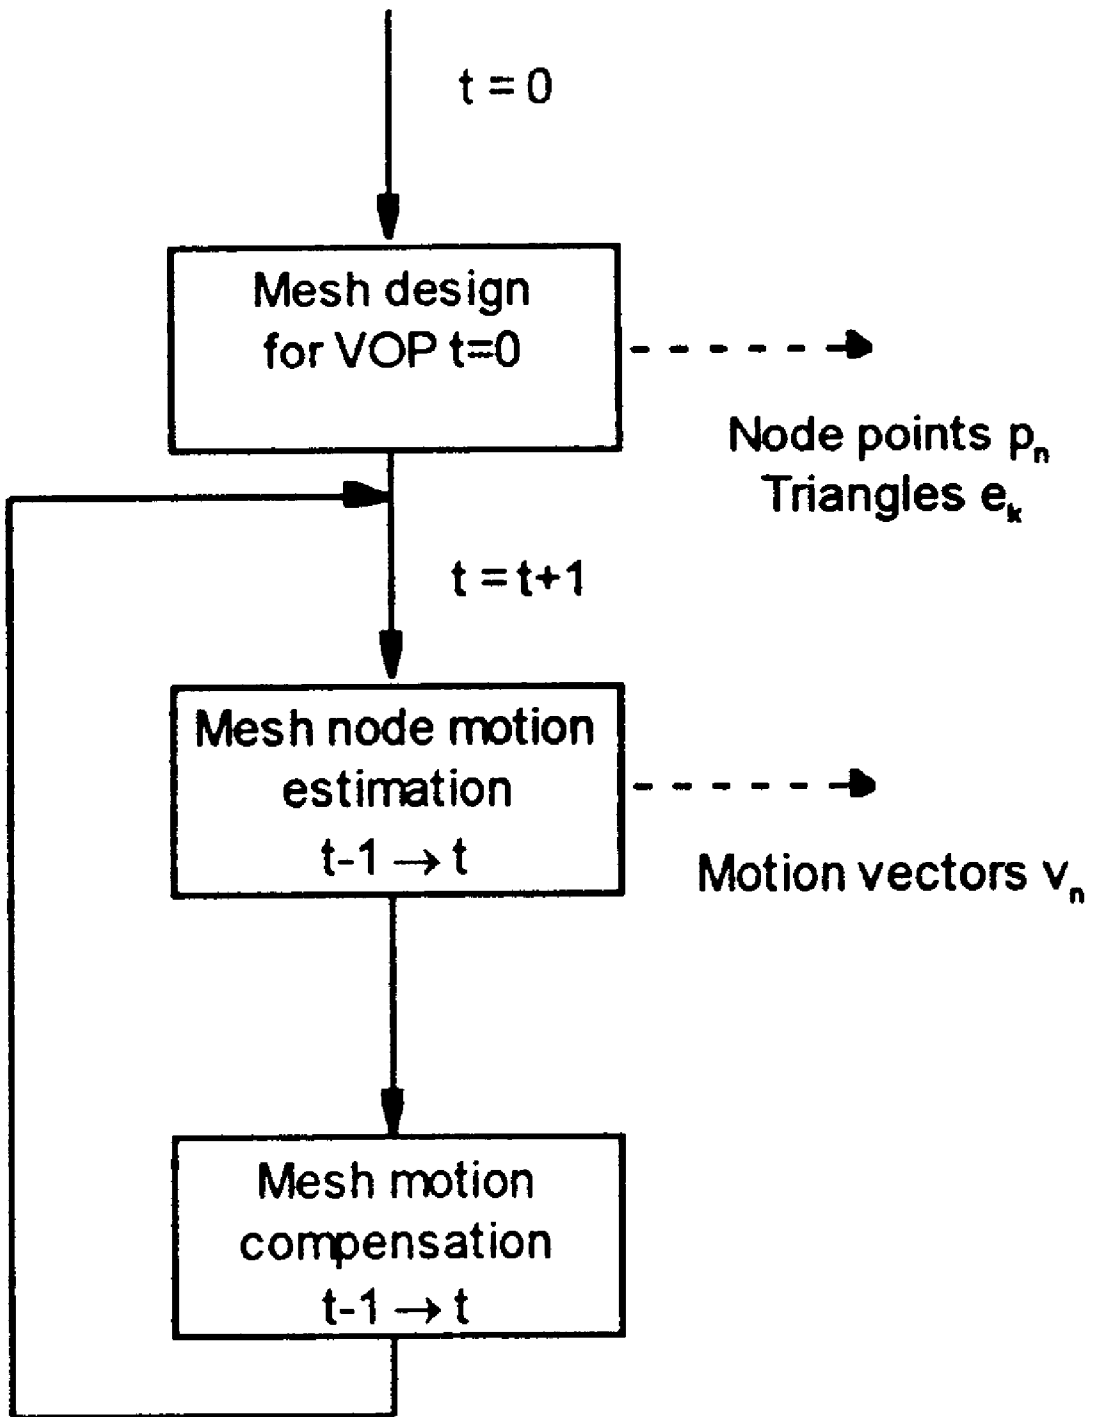 t = 0
Mesh design
for VOP t=0
Node points pₙ
Triangles eₖ
t = t+1
Mesh node motion
estimation
t-1 → t
Motion vectors vₙ
Mesh motion
compensation
t-1 → t